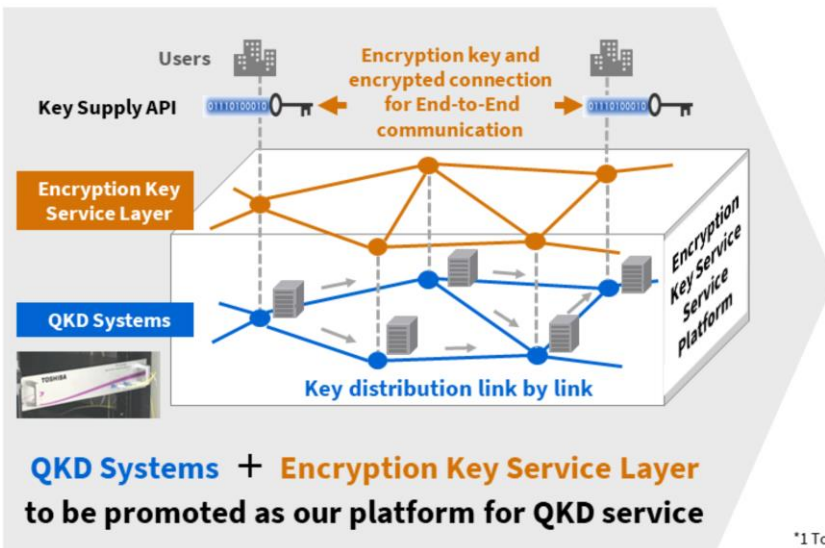 Users
Encryption key and
encrypted connection
for End-to-End
communication
Key Supply API
01110100010
01110100010
Encryption Key
Service Layer
Encryption
Key Service
Service
Platform
QKD Systems
TOSHIBA
Key distribution link by link
QKD Systems + Encryption Key Service Layer
to be promoted as our platform for QKD service
*1 To